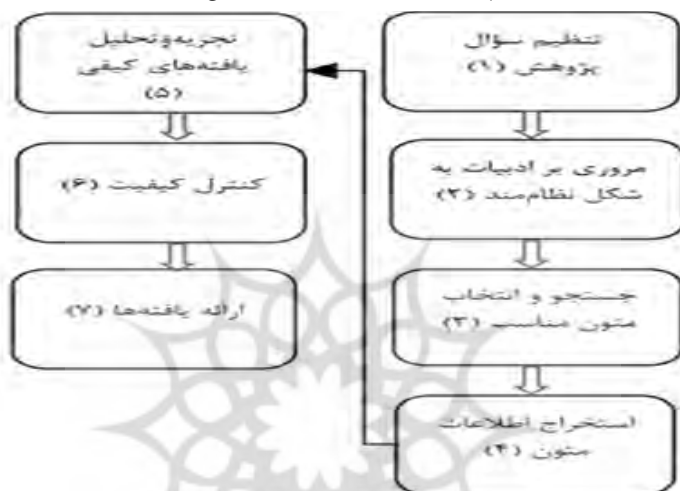 تنظیم سؤال
پژوهش (۱)
مروری بر ادبیات به
شکل نظام‌مند (۲)
جستجو و انتخاب
متون مناسب (۳)
استخراج اطلاعات
متون (۴)
تجزیه‌وتحلیل
یافته‌های کیفی
(۵)
کنترل کیفیت (۶)
ارائه یافته‌ها (۷)